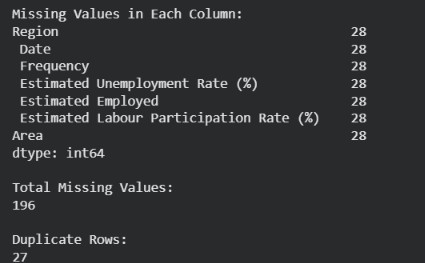 Missing Values in Each Column:
Region                                      28
 Date                                       28
 Frequency                                  28
 Estimated Unemployment Rate (%)            28
 Estimated Employed                         28
 Estimated Labour Participation Rate (%)    28
Area                                        28
dtype: int64

Total Missing Values:
196

Duplicate Rows:
27